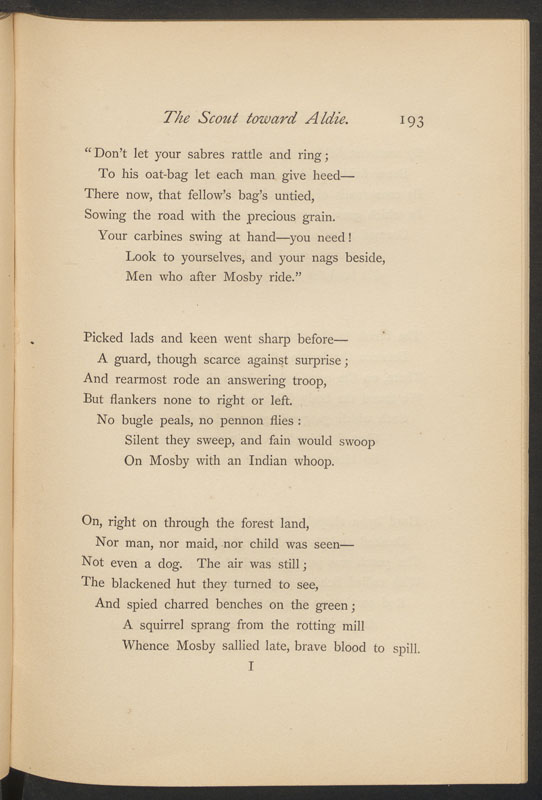 The Scout toward Aldie. 193
“Don’t let your sabres rattle and ring;
To his oat-bag let each man give heed—
There now, that fellow’s bag’s untied,
Sowing the road with the precious grain.
Your carbines swing at hand—you need!
Look to yourselves, and your nags beside,
Men who after Mosby ride.”
Picked lads and keen went sharp before—
A guard, though scarce against surprise;
And rearmost rode an answering troop,
But flankers none to right or left.
No bugle peals, no pennon flies:
Silent they sweep, and fain would swoop
On Mosby with an Indian whoop.
On, right on through the forest land,
Nor man, nor maid, nor child was seen—
Not even a dog. The air was still;
The blackened hut they turned to see,
And spied charred benches on the green;
A squirrel sprang from the rotting mill
Whence Mosby sallied late, brave blood to spill.
I